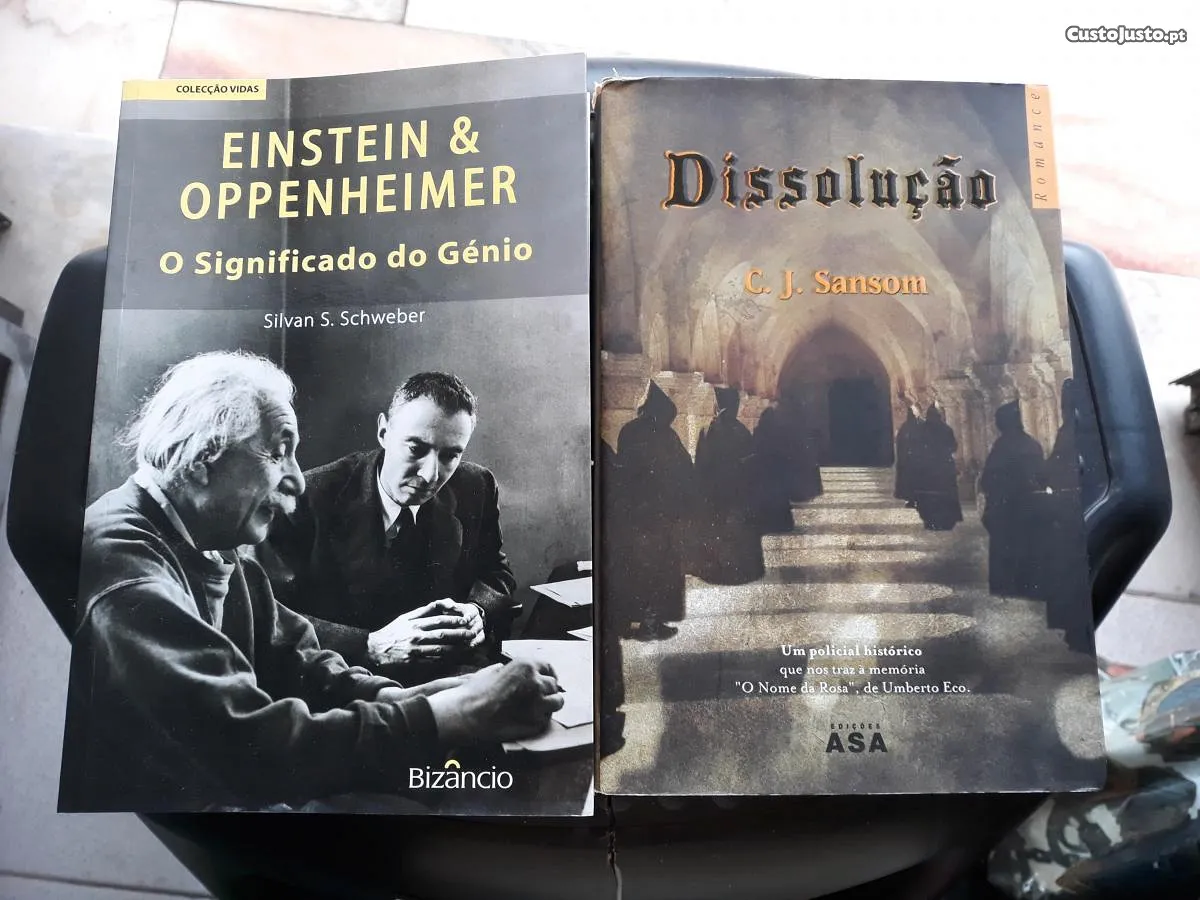 CustoJusto.pt
COLECÇÃO VIDAS
EINSTEIN &
OPPENHEIMER
O Significado do Génio
Silvan S. Schweber
Bizâncio
Romance
Dissolução
C. J. Sansom
Um policial histórico
que nos traz à memória
"O Nome da Rosa", de Umberto Eco.
EDIÇÕES
ASA